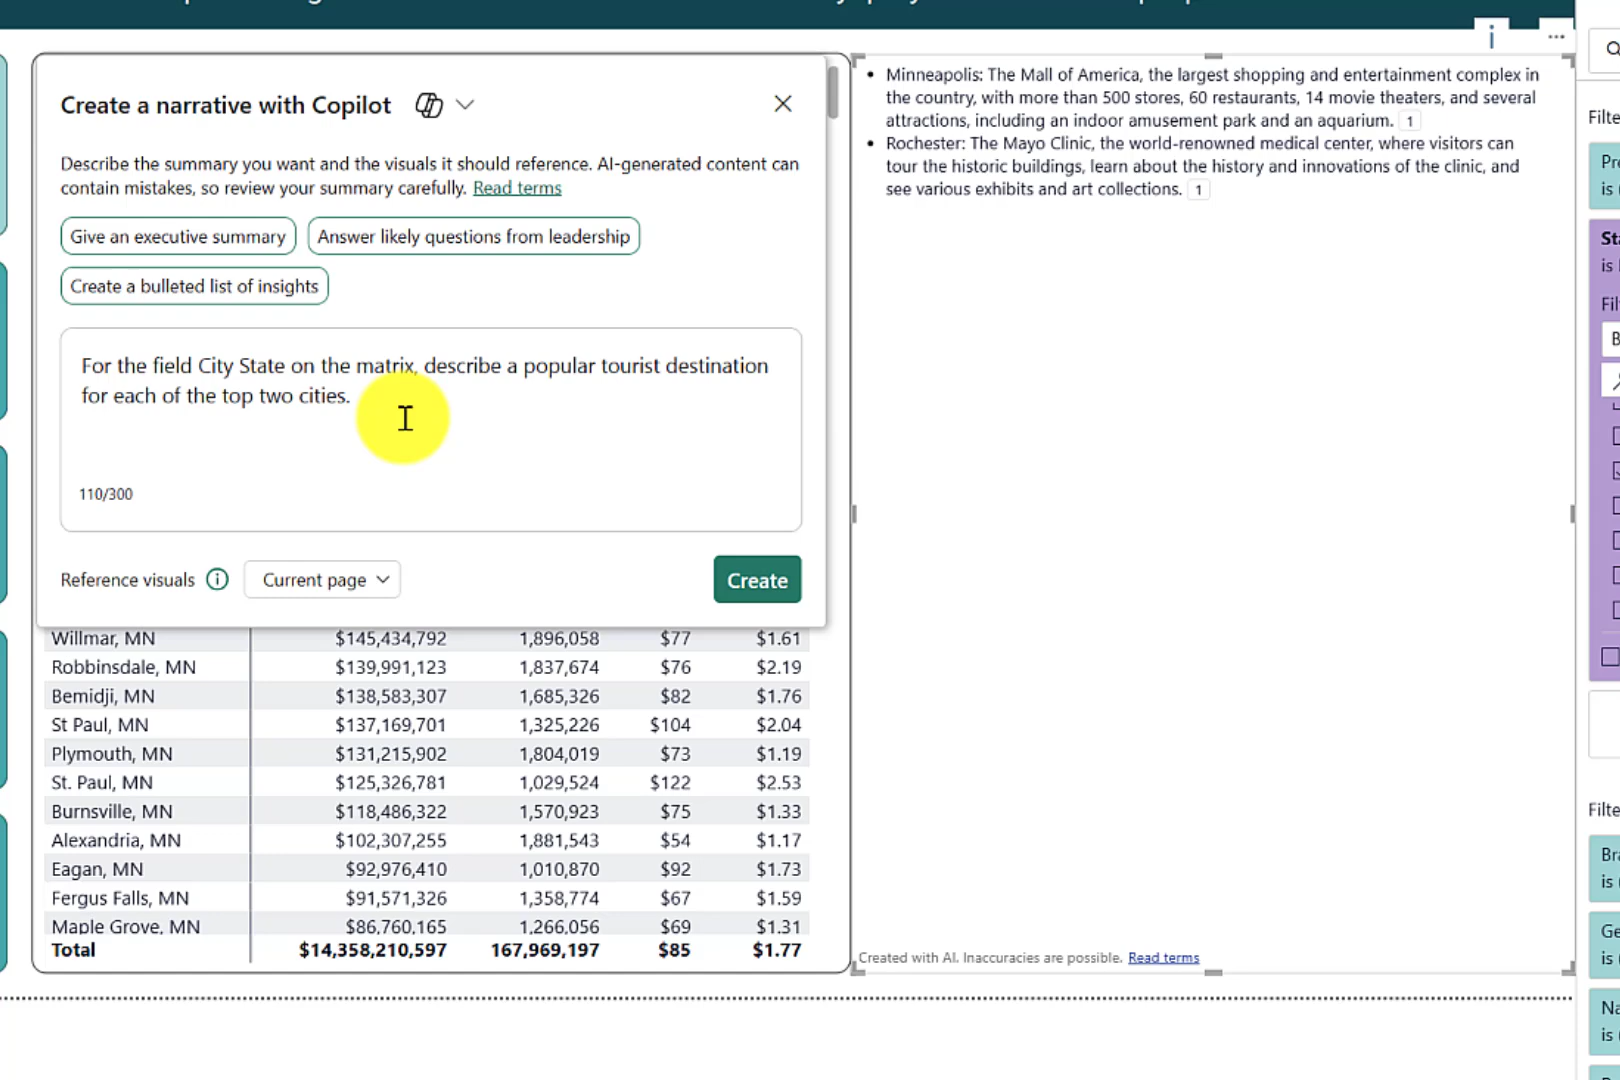 Create a narrative with Copilot
Describe the summary you want and the visuals it should reference. AI-generated content can
contain mistakes, so review your summary carefully. Read terms
Give an executive summary
Answer likely questions from leadership
Create a bulleted list of insights
For the field City State on the matrix, describe a popular tourist destination
for each of the top two cities.
110/300
Reference visuals
Current page
Create
Willmar, MN $145,434,792 1,896,058 $77 $1.61
Robbinsdale, MN $139,991,123 1,837,674 $76 $2.19
Bemidji, MN $138,583,307 1,685,326 $82 $1.76
St Paul, MN $137,169,701 1,325,226 $104 $2.04
Plymouth, MN $131,215,902 1,804,019 $73 $1.19
St. Paul, MN $125,326,781 1,029,524 $122 $2.53
Burnsville, MN $118,486,322 1,570,923 $75 $1.33
Alexandria, MN $102,307,255 1,881,543 $54 $1.17
Eagan, MN $92,976,410 1,010,870 $92 $1.73
Fergus Falls, MN $91,571,326 1,358,774 $67 $1.59
Maple Grove, MN $86,760,165 1,266,056 $69 $1.31
Total $14,358,210,597 167,969,197 $85 $1.77
• Minneapolis: The Mall of America, the largest shopping and entertainment complex in
the country, with more than 500 stores, 60 restaurants, 14 movie theaters, and several
attractions, including an indoor amusement park and an aquarium. 1
• Rochester: The Mayo Clinic, the world-renowned medical center, where visitors can
tour the historic buildings, learn about the history and innovations of the clinic, and
see various exhibits and art collections. 1
Created with AI. Inaccuracies are possible. Read terms
Filte
Pre
is
Sta
is
Fil
B
Filte
Bra
is
Ge
is
Na
is